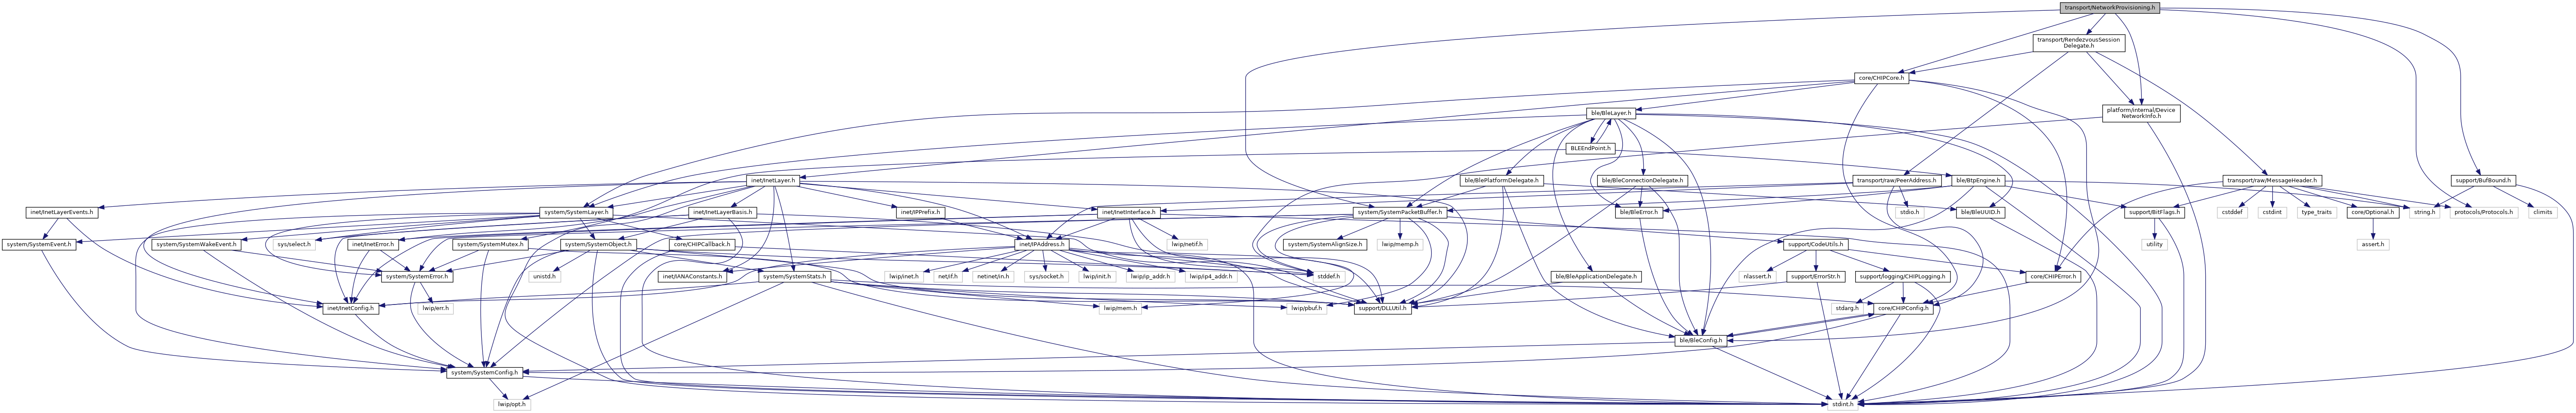 transport/NetworkProvisioning.h
transport/RendezvousSession
Delegate.h
core/CHIPCore.h
platform/internal/Device
NetworkInfo.h
ble/BleLayer.h
BLEEndPoint.h
inet/InetLayer.h
ble/BlePlatformDelegate.h
ble/BleConnectionDelegate.h
transport/raw/PeerAddress.h
ble/BtpEngine.h
transport/raw/MessageHeader.h
support/BufBound.h
inet/InetLayerEvents.h
system/SystemLayer.h
inet/InetLayerBasis.h
inet/IPPrefix.h
inet/InetInterface.h
system/SystemPacketBuffer.h
ble/BleError.h
stdio.h
ble/BleUUID.h
support/BitFlags.h
cstddef
cstdint
type_traits
core/Optional.h
string.h
protocols/Protocols.h
climits
system/SystemEvent.h
system/SystemWakeEvent.h
sys/select.h
inet/InetError.h
system/SystemMutex.h
system/SystemObject.h
core/CHIPCallback.h
inet/IPAddress.h
lwip/netif.h
system/SystemAlignSize.h
lwip/memp.h
support/CodeUtils.h
utility
assert.h
system/SystemError.h
unistd.h
inet/IANAConstants.h
system/SystemStats.h
lwip/inet.h
net/if.h
netinet/in.h
sys/socket.h
lwip/init.h
lwip/ip_addr.h
lwip/ip4_addr.h
stddef.h
ble/BleApplicationDelegate.h
nlassert.h
support/ErrorStr.h
support/logging/CHIPLogging.h
core/CHIPError.h
inet/InetConfig.h
lwip/err.h
lwip/mem.h
lwip/pbuf.h
support/DLLUtil.h
stdarg.h
core/CHIPConfig.h
ble/BleConfig.h
system/SystemConfig.h
lwip/opt.h
stdint.h